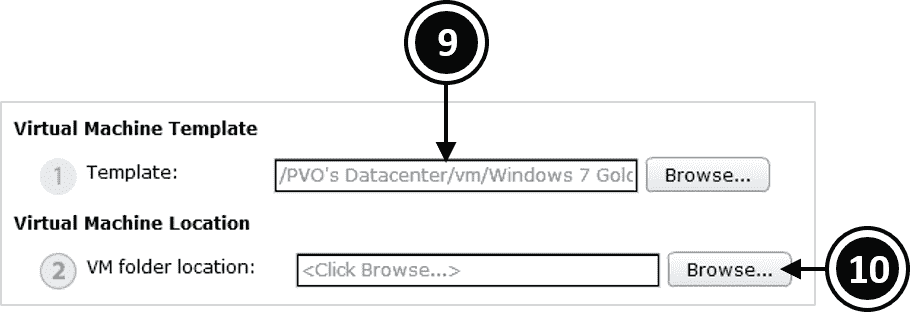 9
Virtual Machine Template
1 Template: /PVO's Datacenter/vm/Windows 7 Gold Browse...
Virtual Machine Location
2 VM folder location: <Click Browse...> Browse... 10